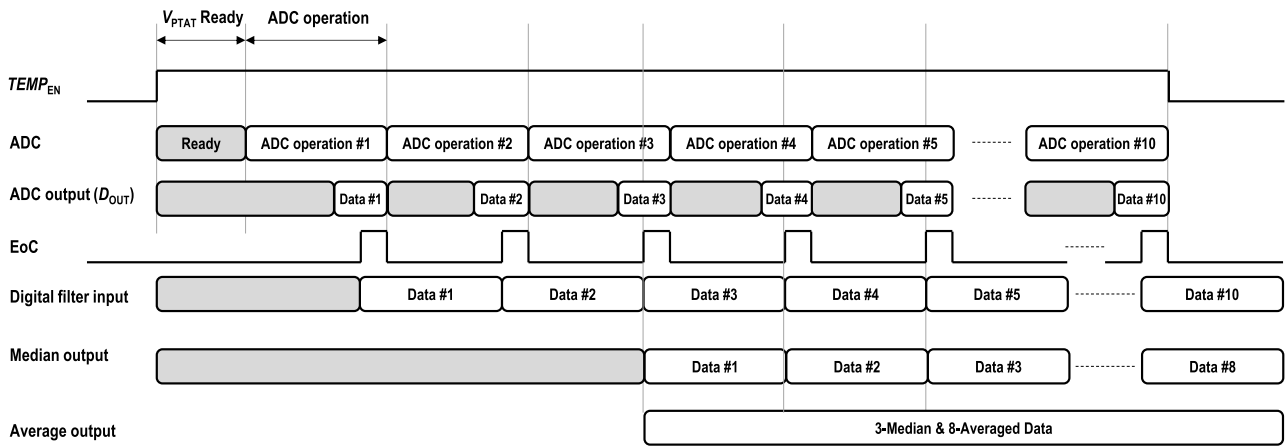 VPTAT Ready ADC operation
TEMPEN
ADC Ready ADC operation #1 ADC operation #2 ADC operation #3 ADC operation #4 ADC operation #5 ADC operation #10
ADC output (DOUT) Data #1 Data #2 Data #3 Data #4 Data #5 Data #10
EoC
Digital filter input Data #1 Data #2 Data #3 Data #4 Data #5 Data #10
Median output Data #1 Data #2 Data #3 Data #8
Average output 3-Median & 8-Averaged Data